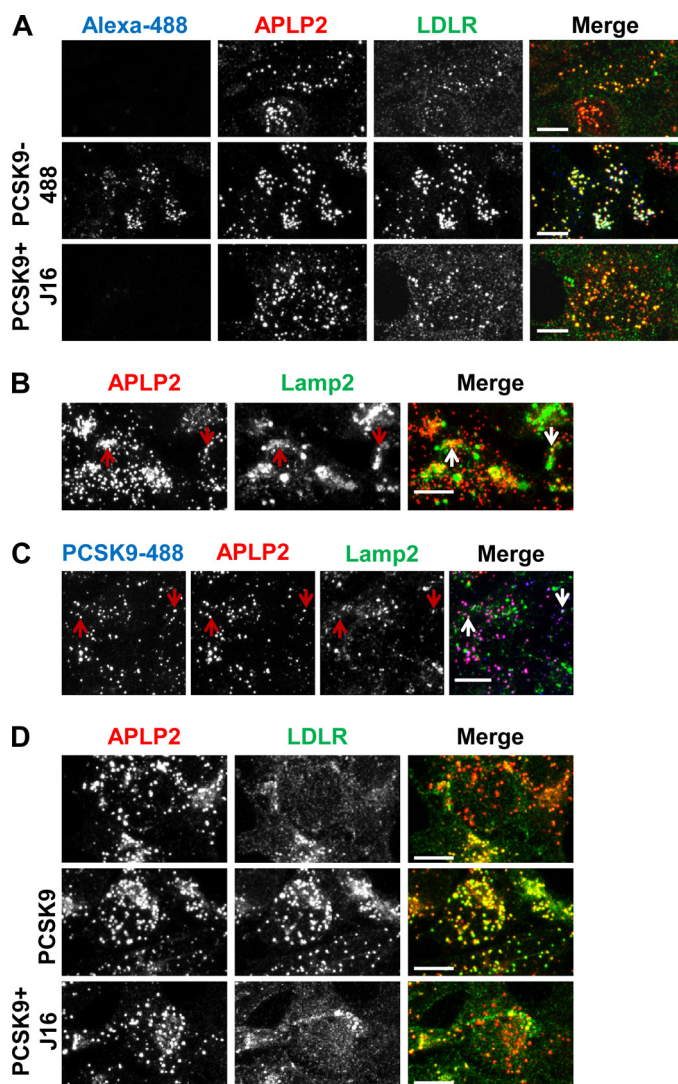 A
Alexa-488 APLP2 LDLR Merge
PCSK9-
488
PCSK9+
J16
B
APLP2 Lamp2 Merge
C
PCSK9-488 APLP2 Lamp2 Merge
D
APLP2 LDLR Merge
PCSK9
PCSK9+
J16